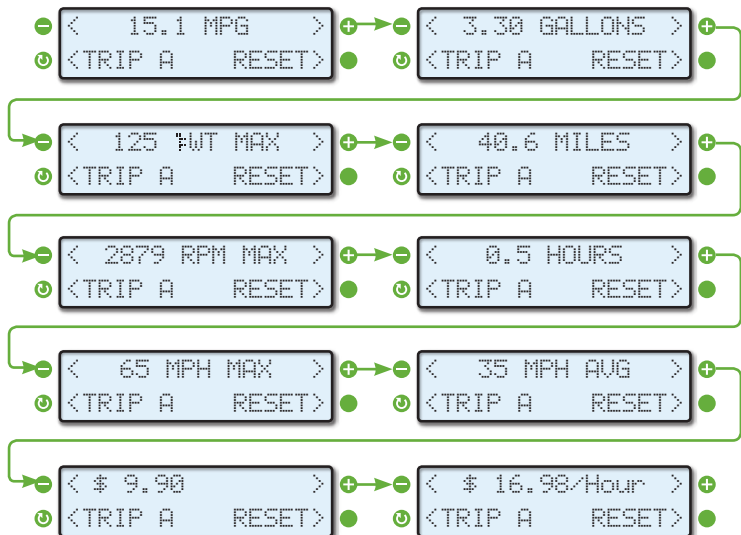 < 15.1 MPG >
<TRIP A RESET>
< 3.30 GALLONS >
<TRIP A RESET>
< 125 °FWT MAX >
<TRIP A RESET>
< 40.6 MILES >
<TRIP A RESET>
< 2879 RPM MAX >
<TRIP A RESET>
< 0.5 HOURS >
<TRIP A RESET>
< 65 MPH MAX >
<TRIP A RESET>
< 35 MPH AVG >
<TRIP A RESET>
< $ 9.90 >
<TRIP A RESET>
< $ 16.98/Hour >
<TRIP A RESET>